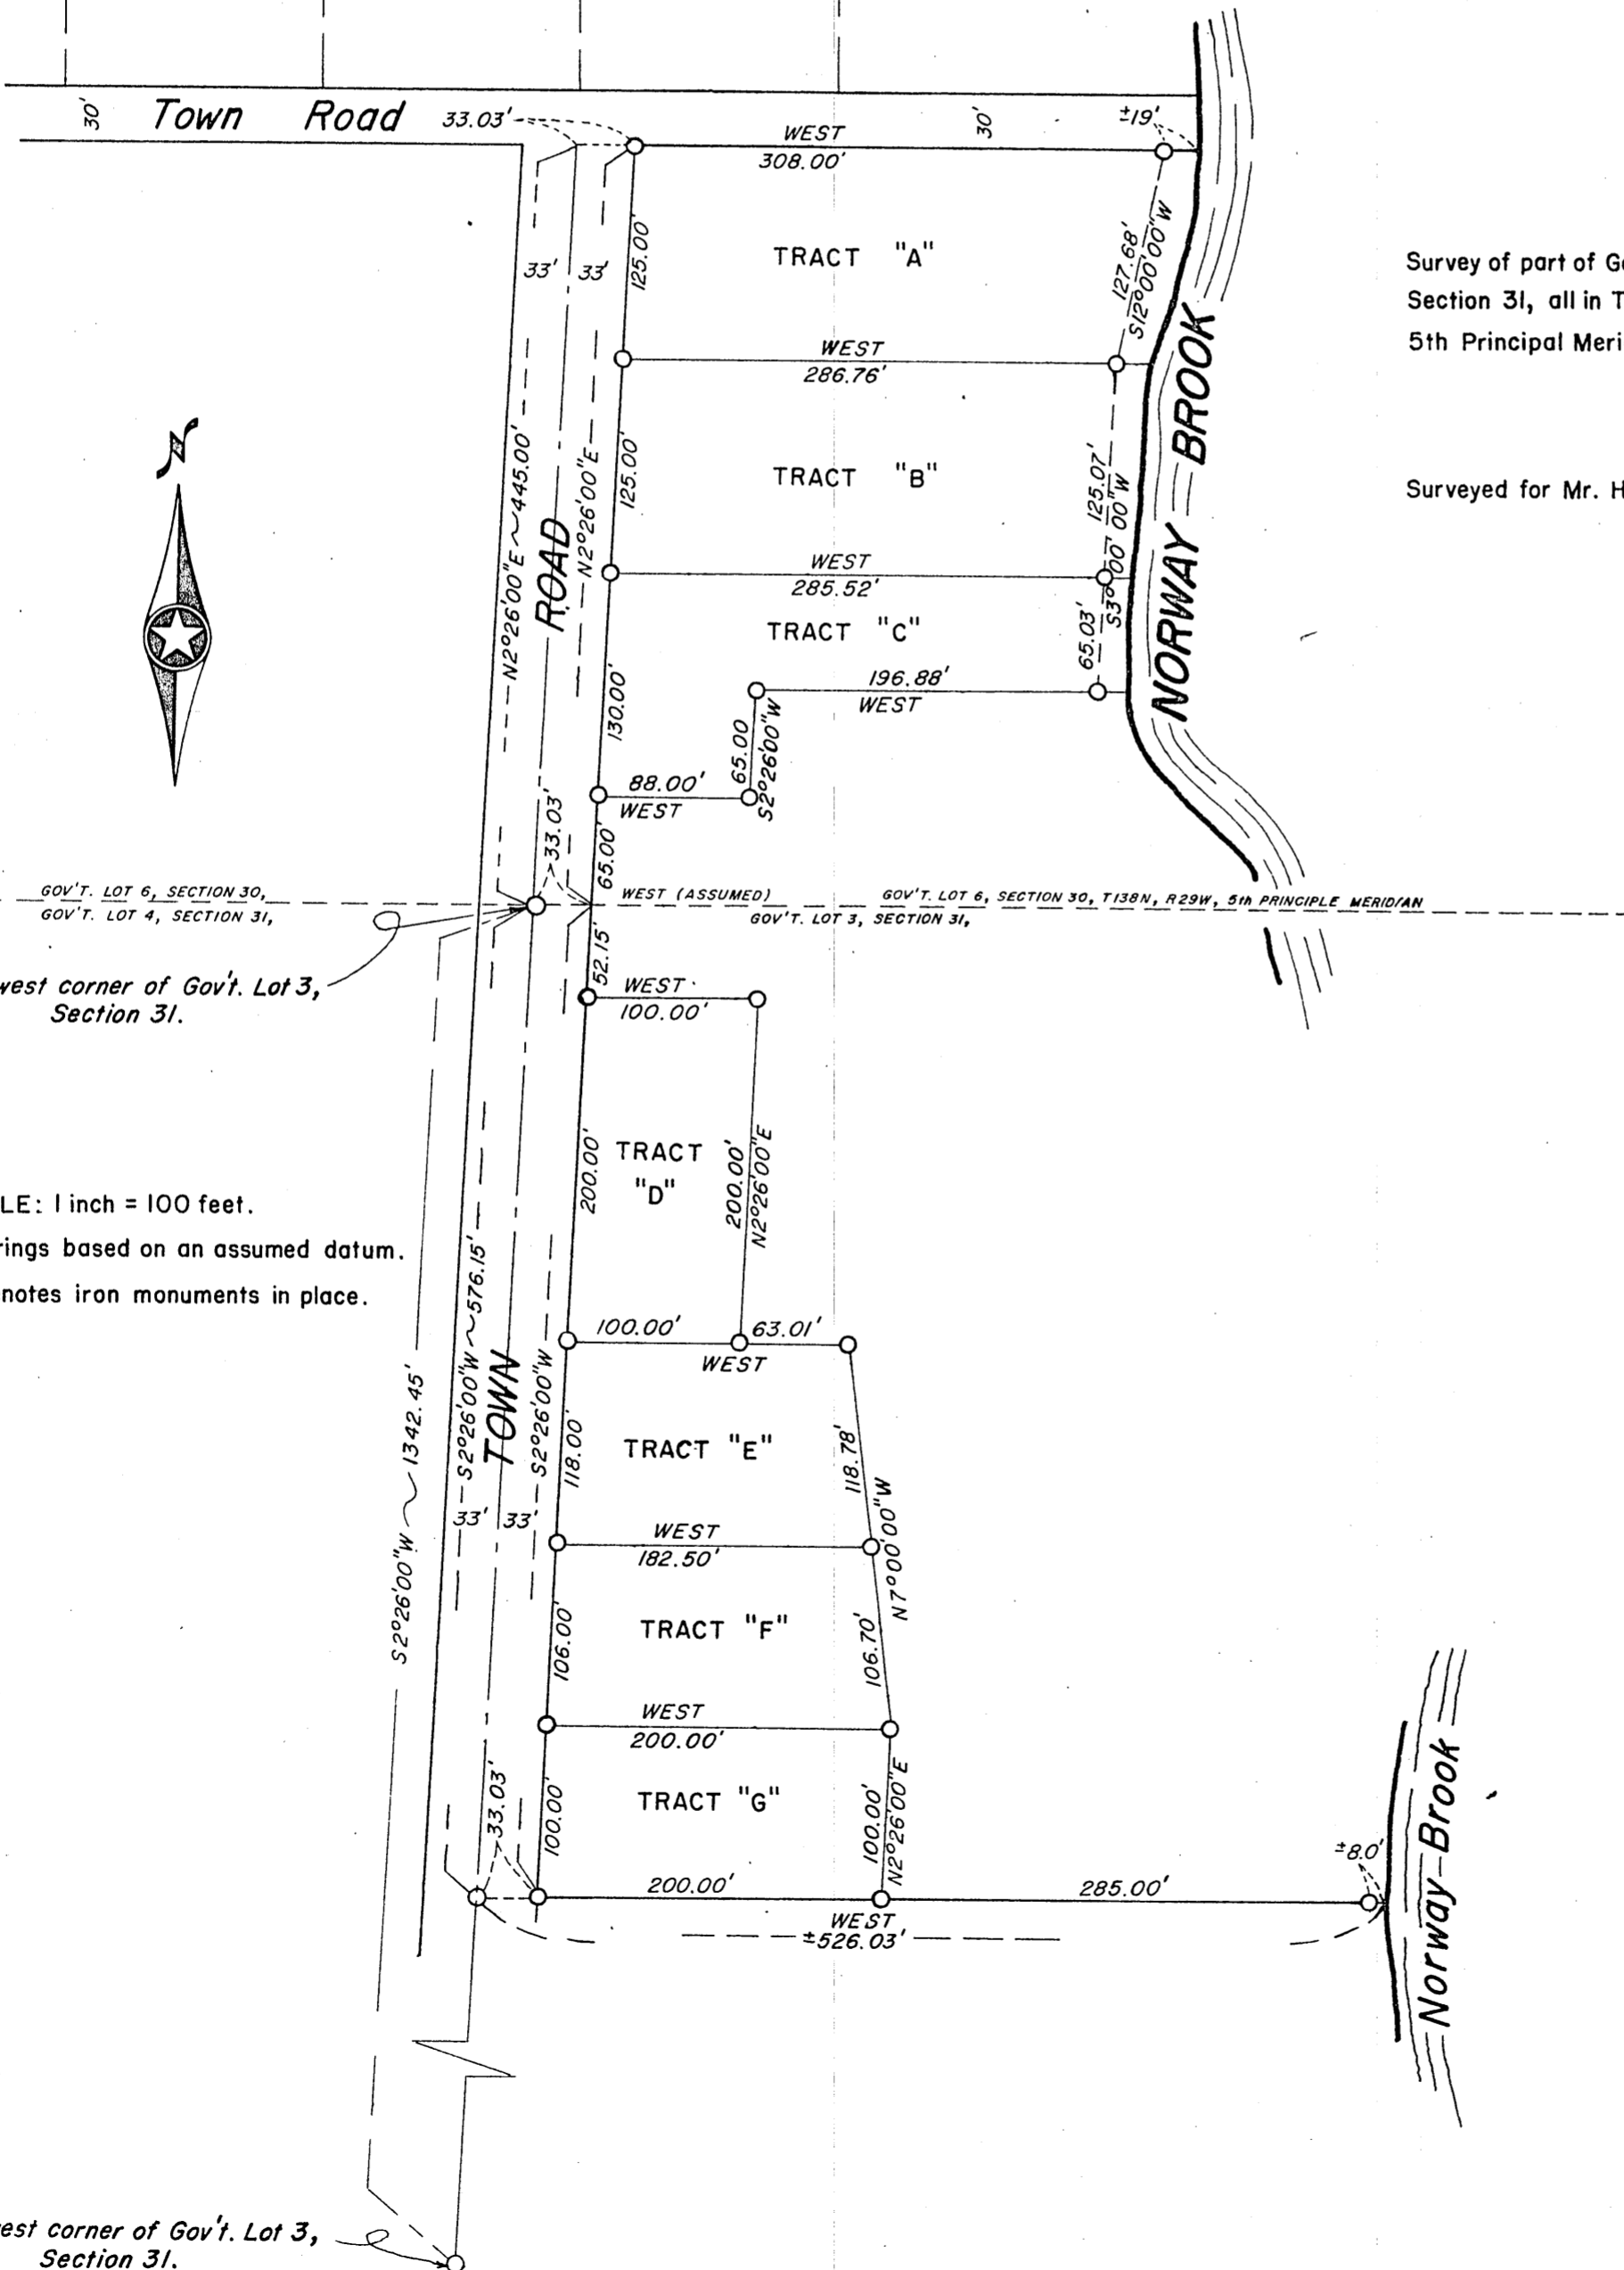 30'
Town Road
33.03'
WEST
308.00'
30'
±19'
33'
33'
125.00'
TRACT "A"
127.68'
S12°00'00"W
Survey of part of
Section 31, all in
5th Principal
WEST
286.76'
N
N2°26'00"E ~ 445.00'
ROAD
N2°26'00"E
125.00'
TRACT "B"
125.07'
S3°00'00"W
NORWAY BROOK
Surveyed for Mr.
WEST
285.52'
TRACT "C"
65.03'
196.88'
WEST
130.00'
65.00
S2°26'00"W
88.00'
WEST
33.03'
65.00'
GOV'T. LOT 6, SECTION 30,
GOV'T. LOT 4, SECTION 31,
WEST (ASSUMED)
GOV'T. LOT 6, SECTION 30, T138N, R29W, 5th PRINCIPLE MERIDIAN
GOV'T. LOT 3, SECTION 31,
52.15'
west corner of Gov't. Lot 3,
Section 31.
WEST
100.00'
200.00'
TRACT
"D"
200.00'
N2°26'00"E
LE: 1 inch = 100 feet.
rings based on an assumed datum.
notes iron monuments in place.
100.00'
63.01'
WEST
S2°26'00"W ~ 1342.45'
S2°26'00"W ~ 576.15'
TOWN
S2°26'00"W
33'
33'
118.00'
TRACT "E"
118.78'
N7°00'00"W
WEST
182.50'
106.00'
TRACT "F"
106.70'
WEST
200.00'
33.03'
100.00'
TRACT "G"
100.00'
N2°26'00"E
±8.0'
Norway Brook
200.00'
285.00'
WEST
±526.03'
est corner of Gov't. Lot 3,
Section 31.